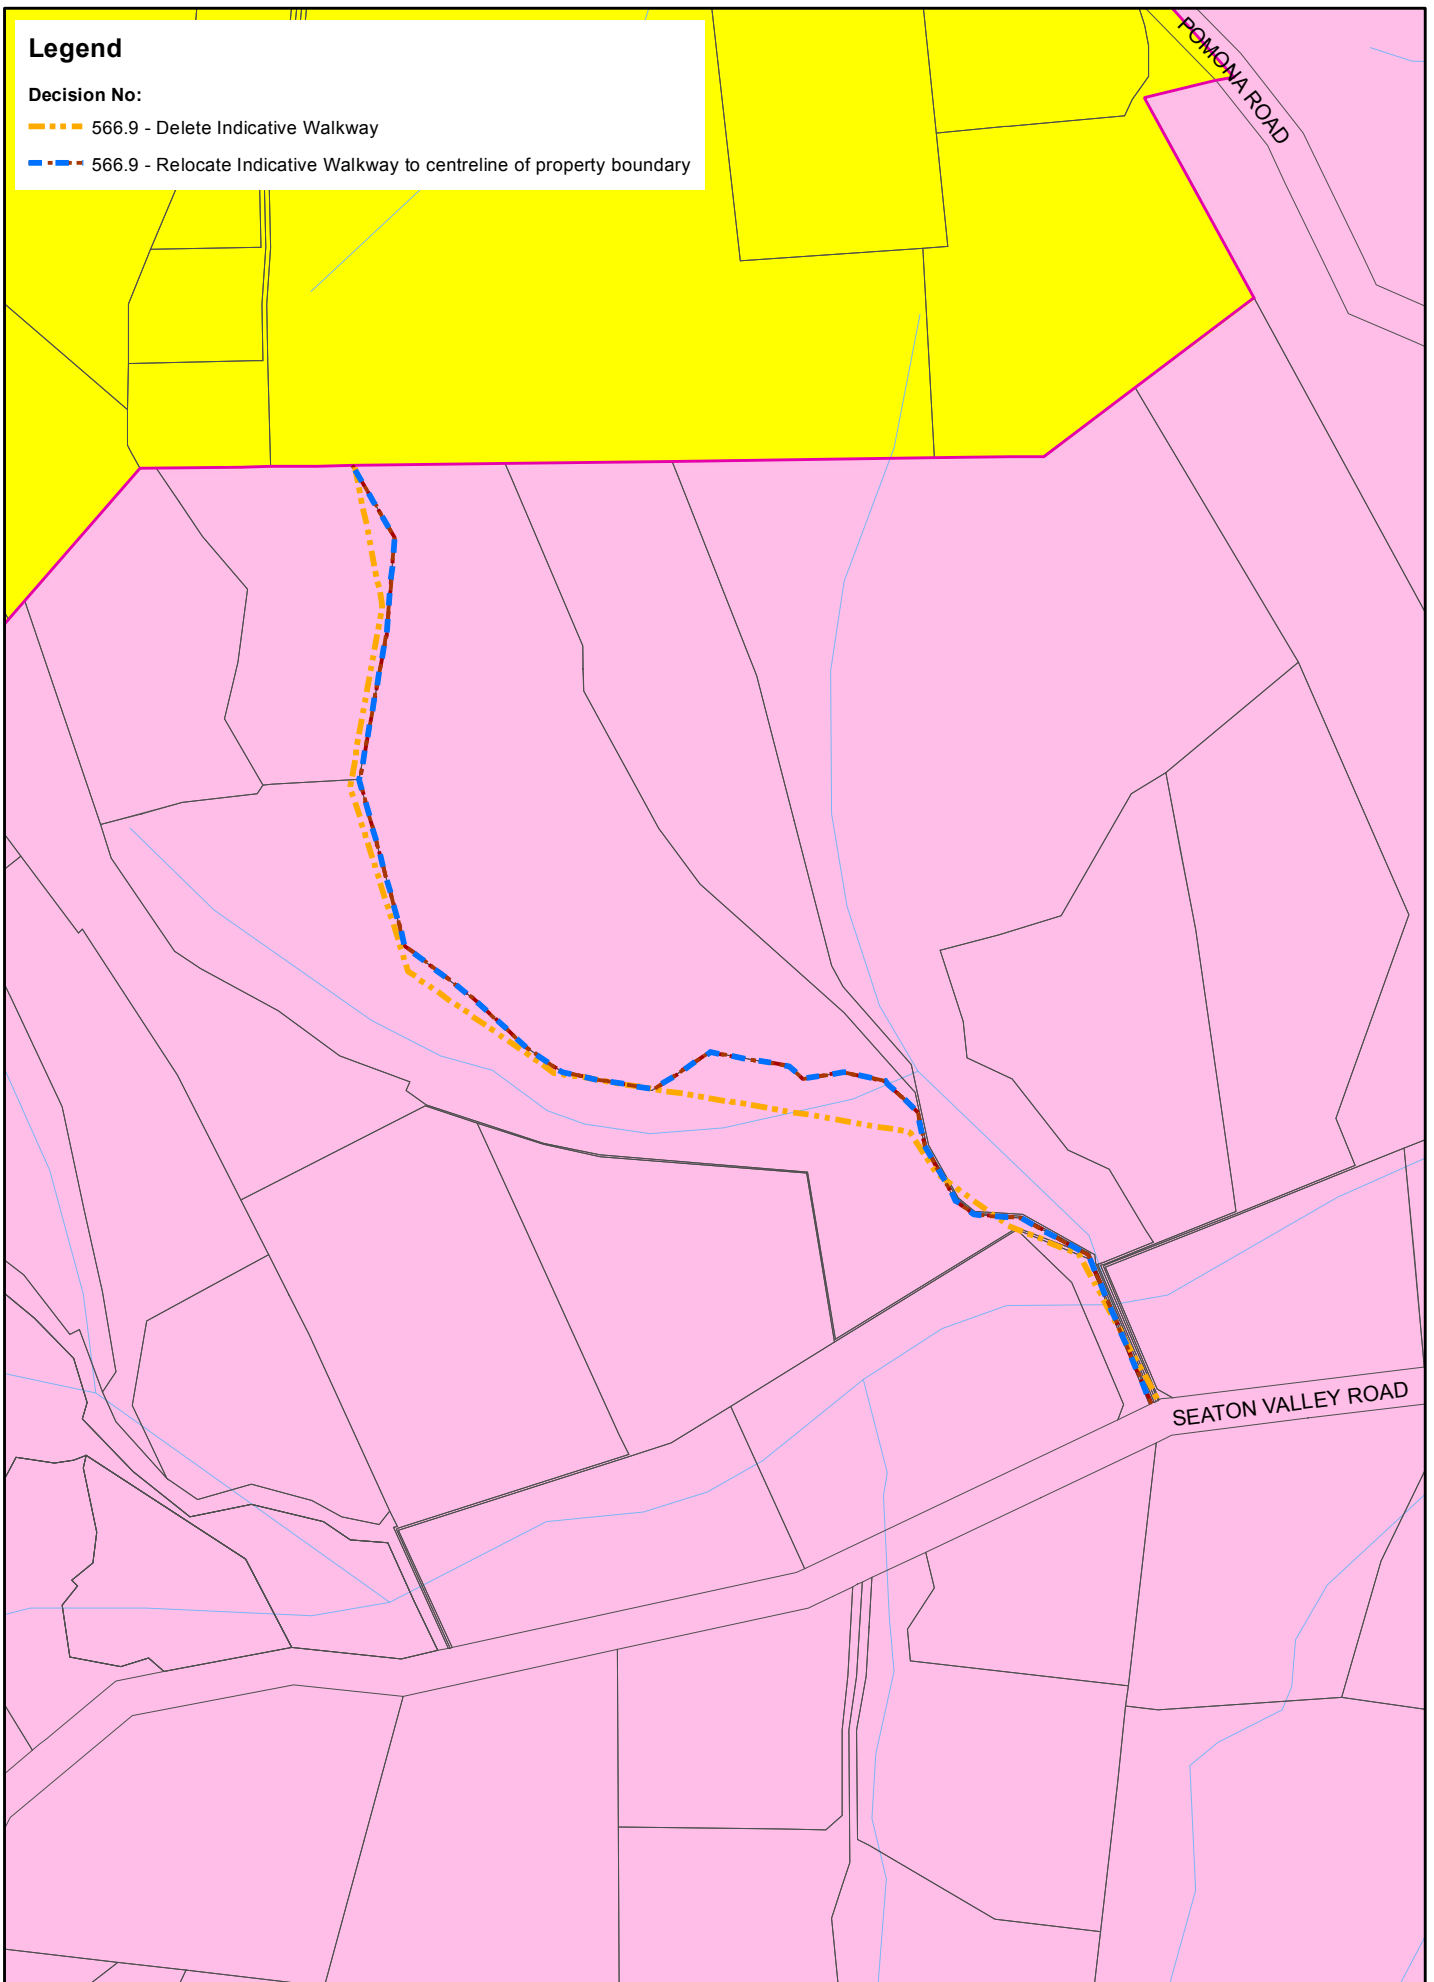 Legend
Decision No:
566.9 - Delete Indicative Walkway
566.9 - Relocate Indicative Walkway to centreline of property boundary
POMONA ROAD
SEATON VALLEY ROAD